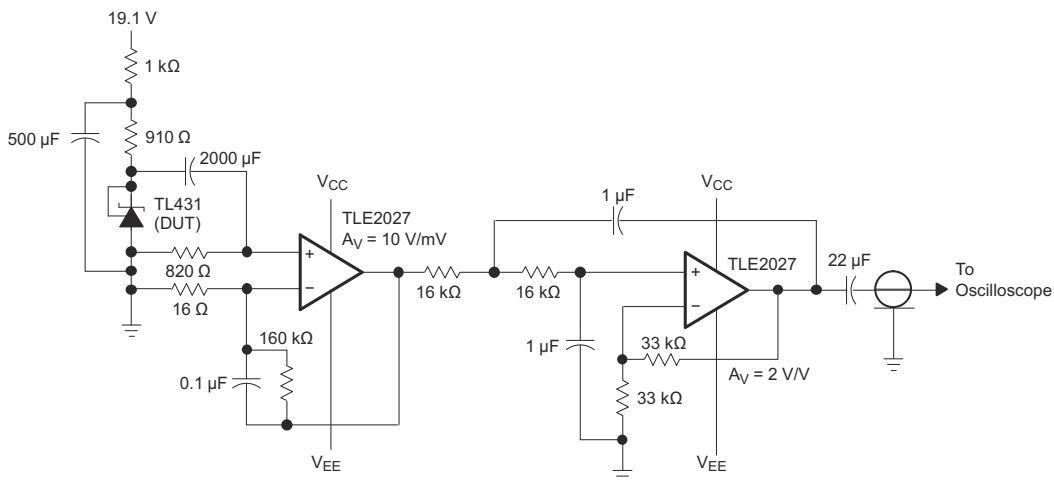 19.1 V
1 kΩ
500 µF
910 Ω
2000 µF
TL431
(DUT)
820 Ω
16 Ω
VCC
TLE2027
AV = 10 V/mV
160 kΩ
0.1 µF
VEE
16 kΩ
16 kΩ
1 µF
1 µF
VCC
TLE2027
33 kΩ
AV = 2 V/V
33 kΩ
VEE
22 µF
To
Oscilloscope